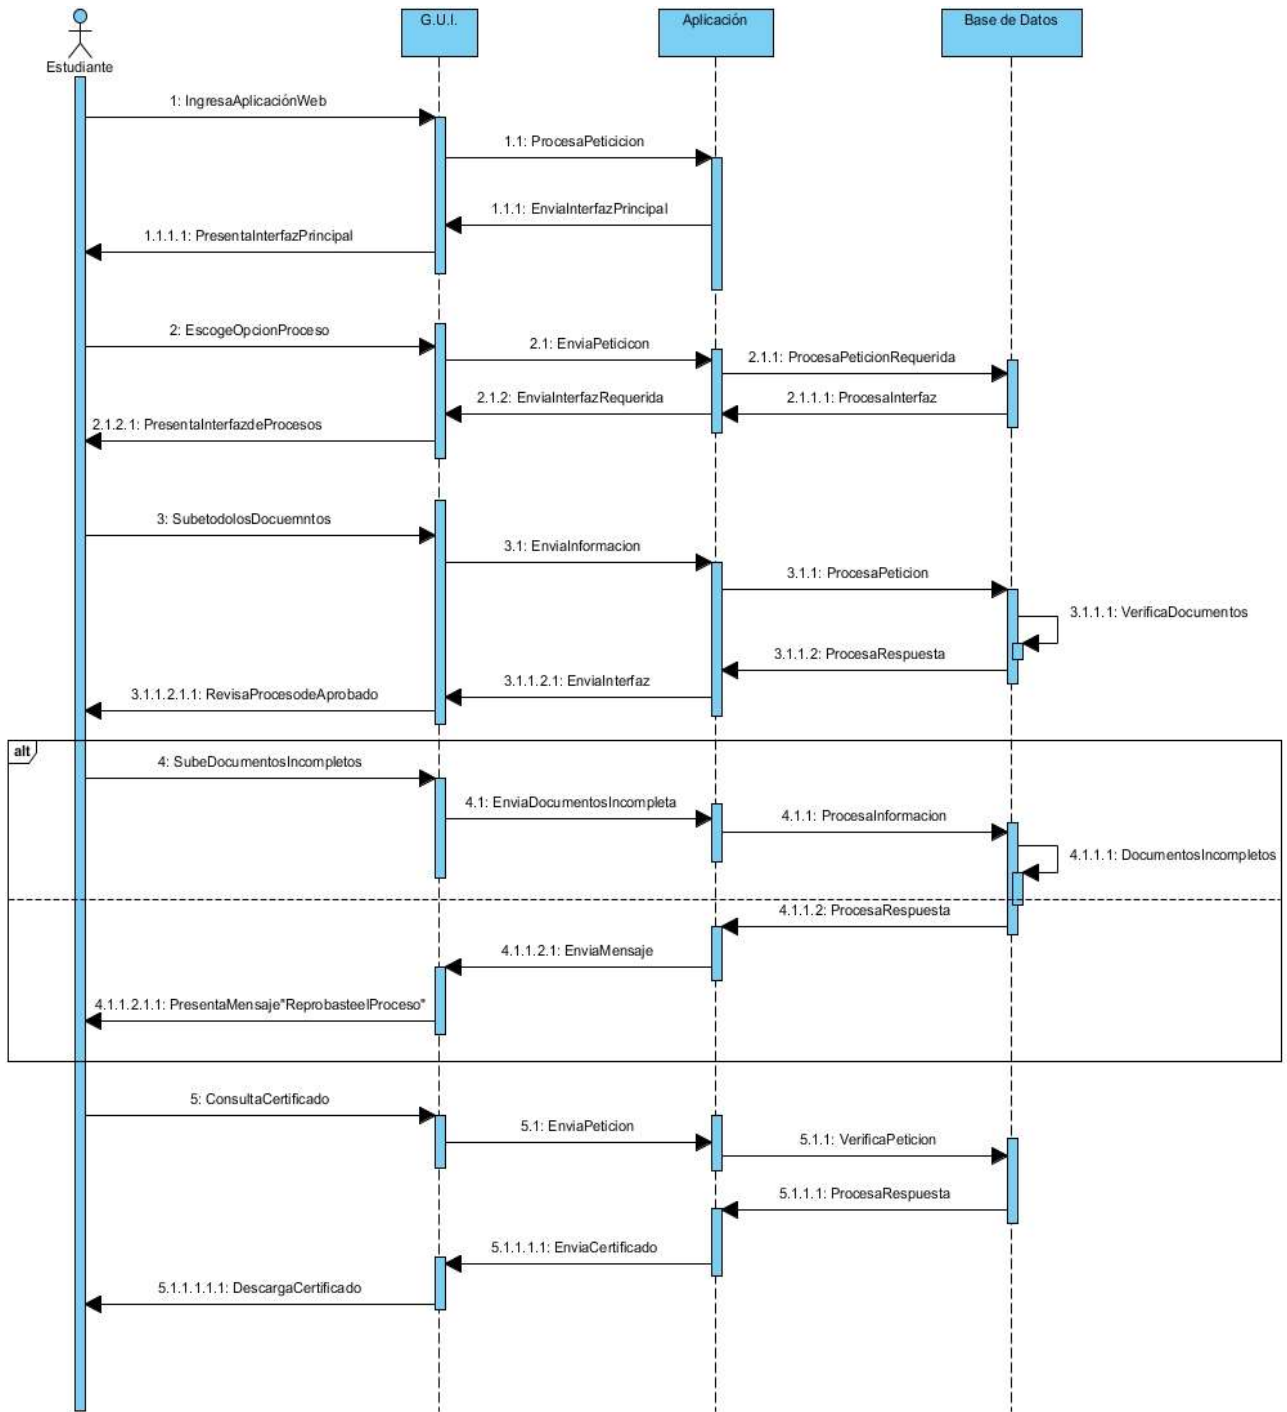 G.U.I.
Aplicación
Base de Datos
Estudiante
1: IngresaAplicaciónWeb
1.1: ProcesaPeticicion
1.1.1: EnviaInterfazPrincipal
1.1.1.1: PresentaInterfazPrincipal
2: EscogeOpcionProceso
2.1: EnviaPeticicon
2.1.1: ProcesaPeticionRequerida
2.1.2: EnviaInterfazRequerida
2.1.1.1: ProcesaInterfaz
2.1.2.1: PresentaInterfazdeProcesos
3: SubetodolosDocuemntos
3.1: EnviaInformacion
3.1.1: ProcesaPeticion
3.1.1.1: VerificaDocumentos
3.1.1.2: ProcesaRespuesta
3.1.1.2.1: EnviaInterfaz
3.1.1.2.1.1: RevisaProcesodeAprobado
alt
4: SubeDocumentosIncompletos
4.1: EnviaDocumentosIncompleta
4.1.1: ProcesaInformacion
4.1.1.1: DocumentosIncompletos
4.1.1.2: ProcesaRespuesta
4.1.1.2.1: EnviaMensaje
4.1.1.2.1.1: PresentaMensaje"ReprobasteelProceso"
5: ConsultaCertificado
5.1: EnviaPeticion
5.1.1: VerificaPeticion
5.1.1.1: ProcesaRespuesta
5.1.1.1.1: EnviaCertificado
5.1.1.1.1.1: DescargaCertificado